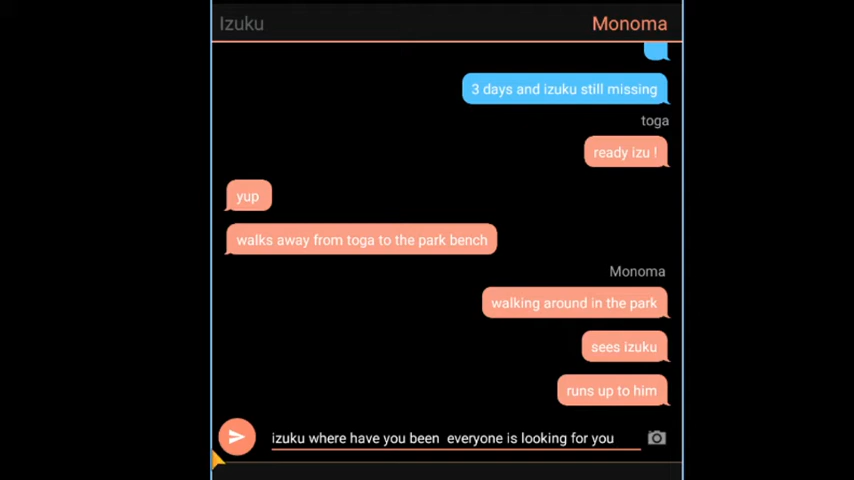 Izuku Monoma
3 days and izuku still missing
toga
ready izu !
yup
walks away from toga to the park bench
Monoma
walking around in the park
sees izuku
runs up to him
izuku where have you been  everyone is looking for you